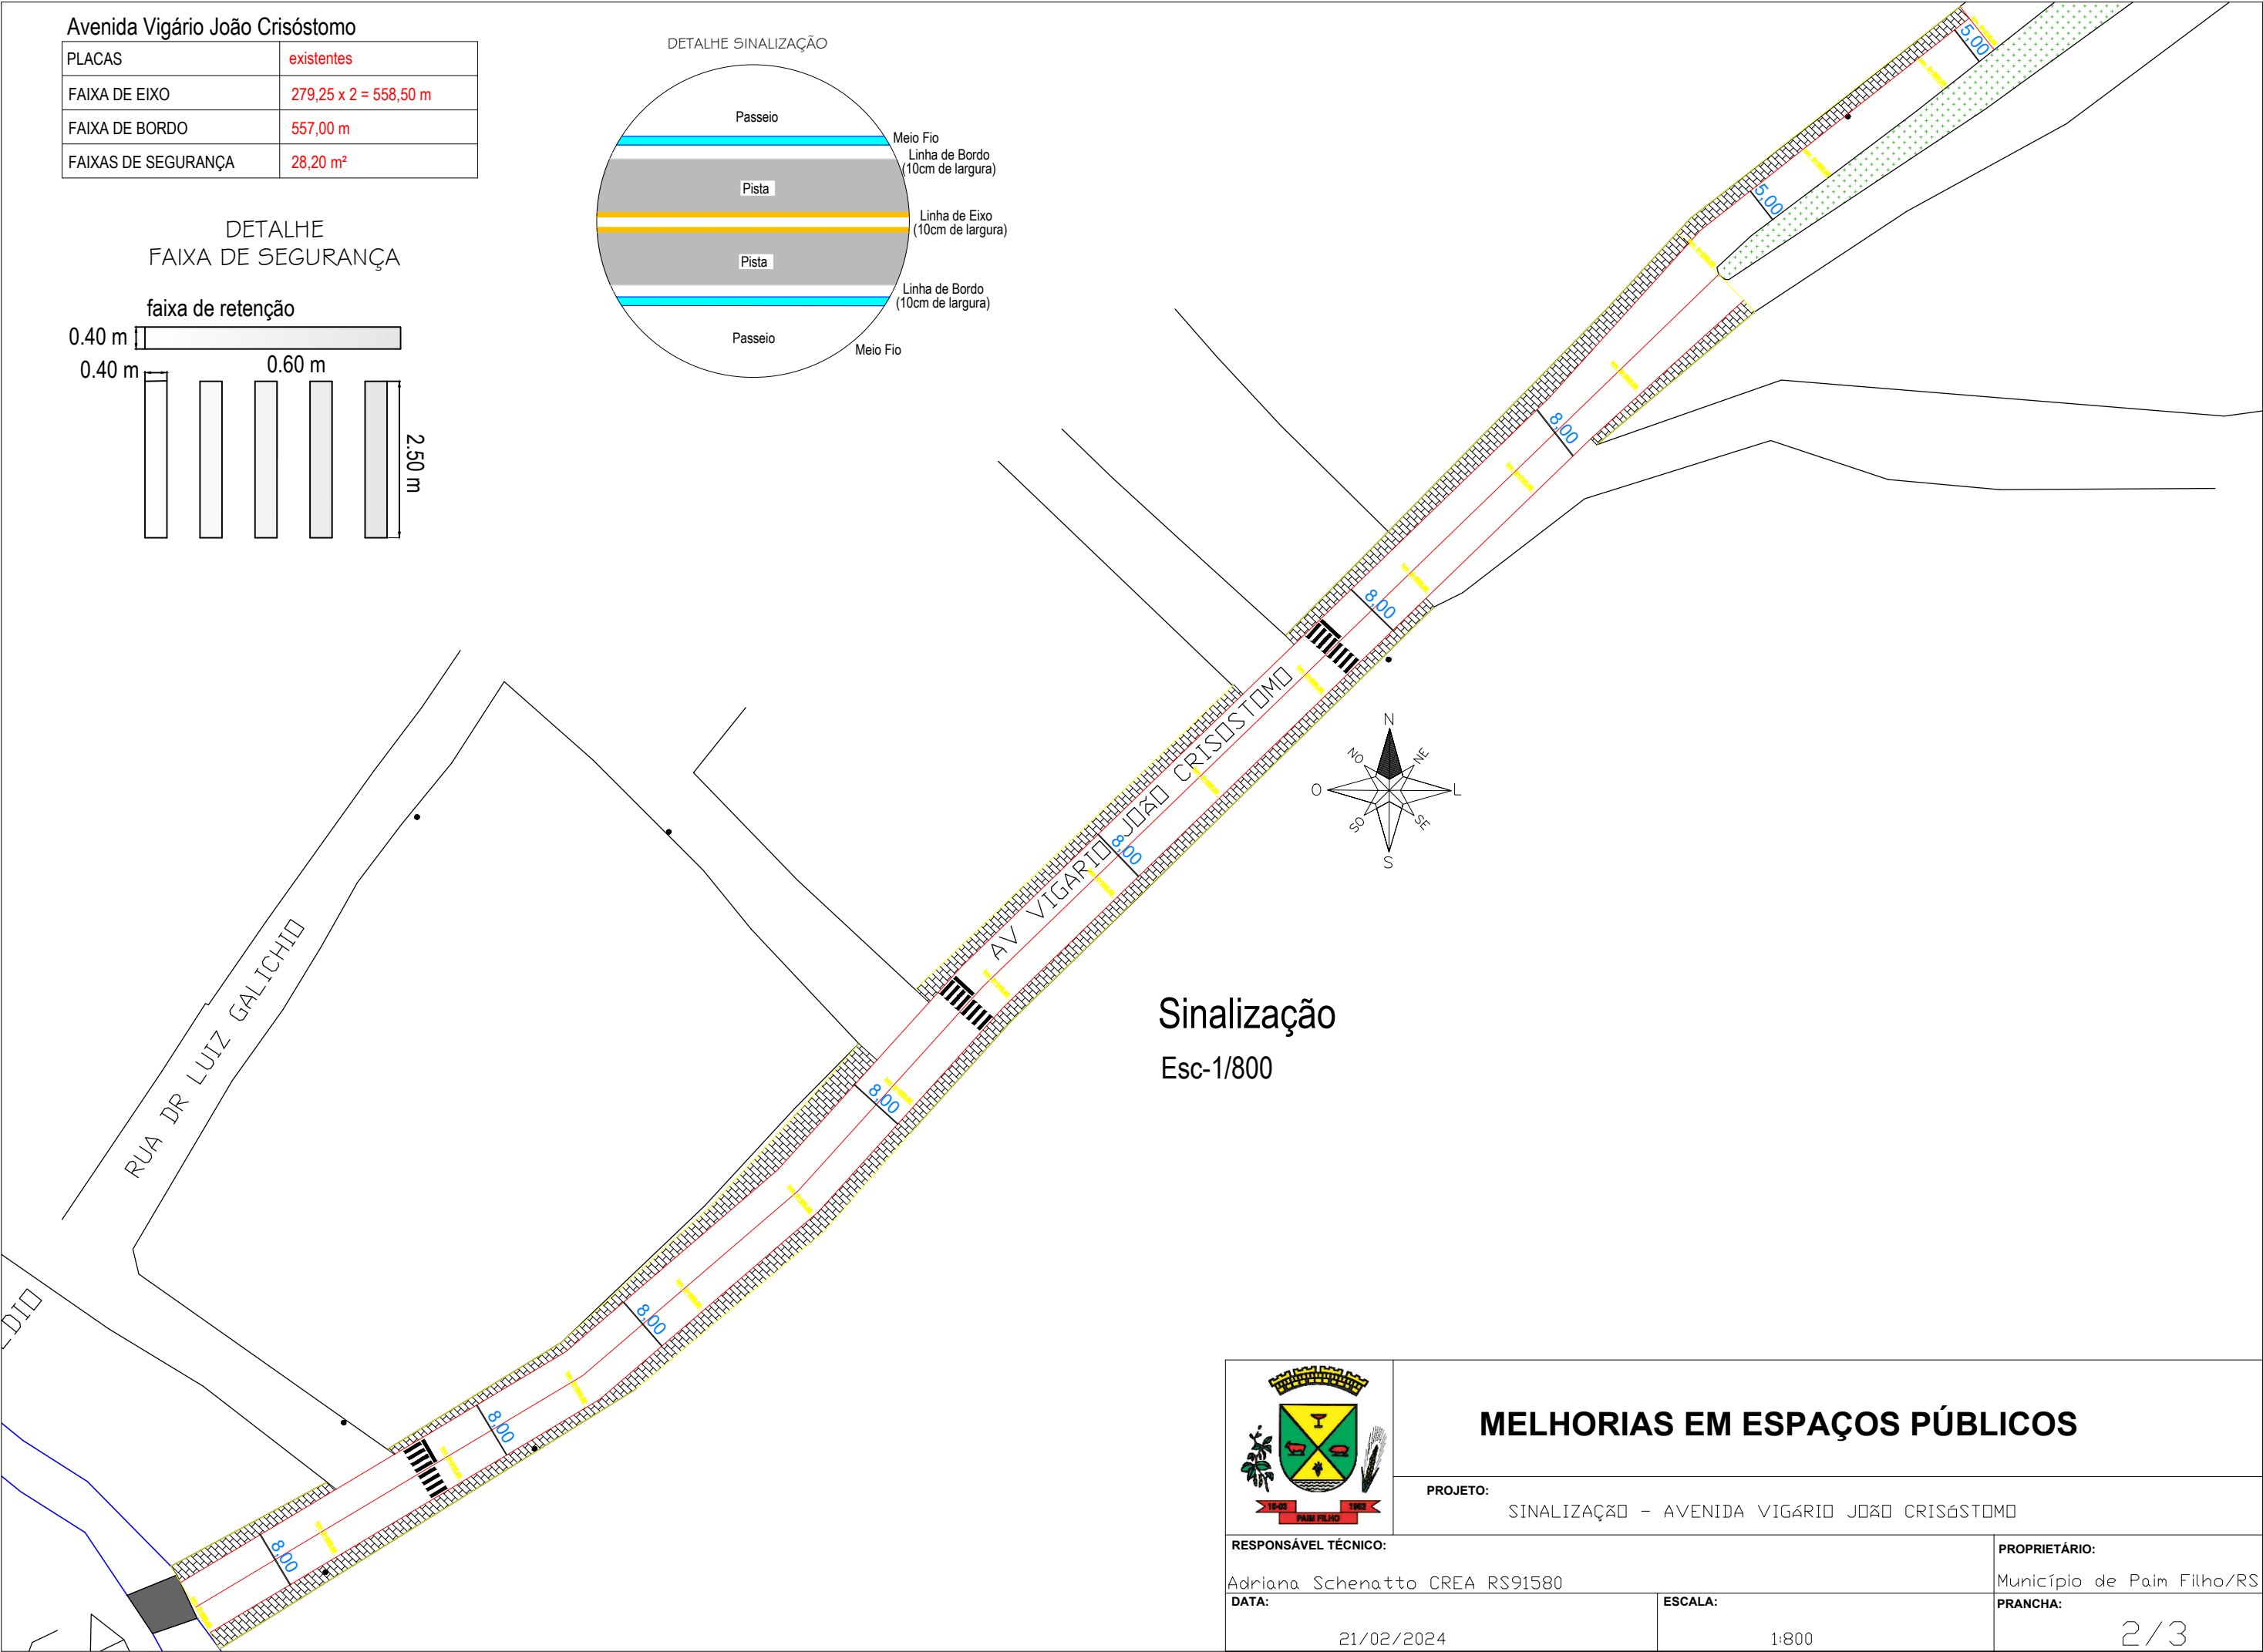 Avenida Vigário João Crisóstomo
PLACAS existentes
FAIXA DE EIXO 279,25 x 2 = 558,50 m
FAIXA DE BORDO 557,00 m
FAIXAS DE SEGURANÇA 28,20 m²
DETALHE
FAIXA DE SEGURANÇA
faixa de retenção
0.40 m
0.40 m
0.60 m
2.50 m
DETALHE SINALIZAÇÃO
Passeio
Meio Fio
Linha de Bordo
(10cm de largura)
Pista
Linha de Eixo
(10cm de largura)
Pista
Linha de Bordo
(10cm de largura)
Passeio
Meio Fio
5,00
5,00
8,00
8,00
8,00
8,00
8,00
8,00
8,00
AV VIGARIO JOÃO CRISOSTOMO
RUA DR LUIZ GALICHIO
DIO
N
NE
L
SE
S
SO
O
NO
Sinalização
Esc-1/800
15-03
1962
PAIM FILHO
MELHORIAS EM ESPAÇOS PÚBLICOS
PROJETO:
SINALIZAÇãO - AVENIDA VIGáRIO JOãO CRISóSTOMO
RESPONSÁVEL TÉCNICO:
Adriana Schenatto CREA RS91580
PROPRIETÁRIO:
Município de Paim Filho/RS
DATA:
21/02/2024
ESCALA:
1:800
PRANCHA:
2/3